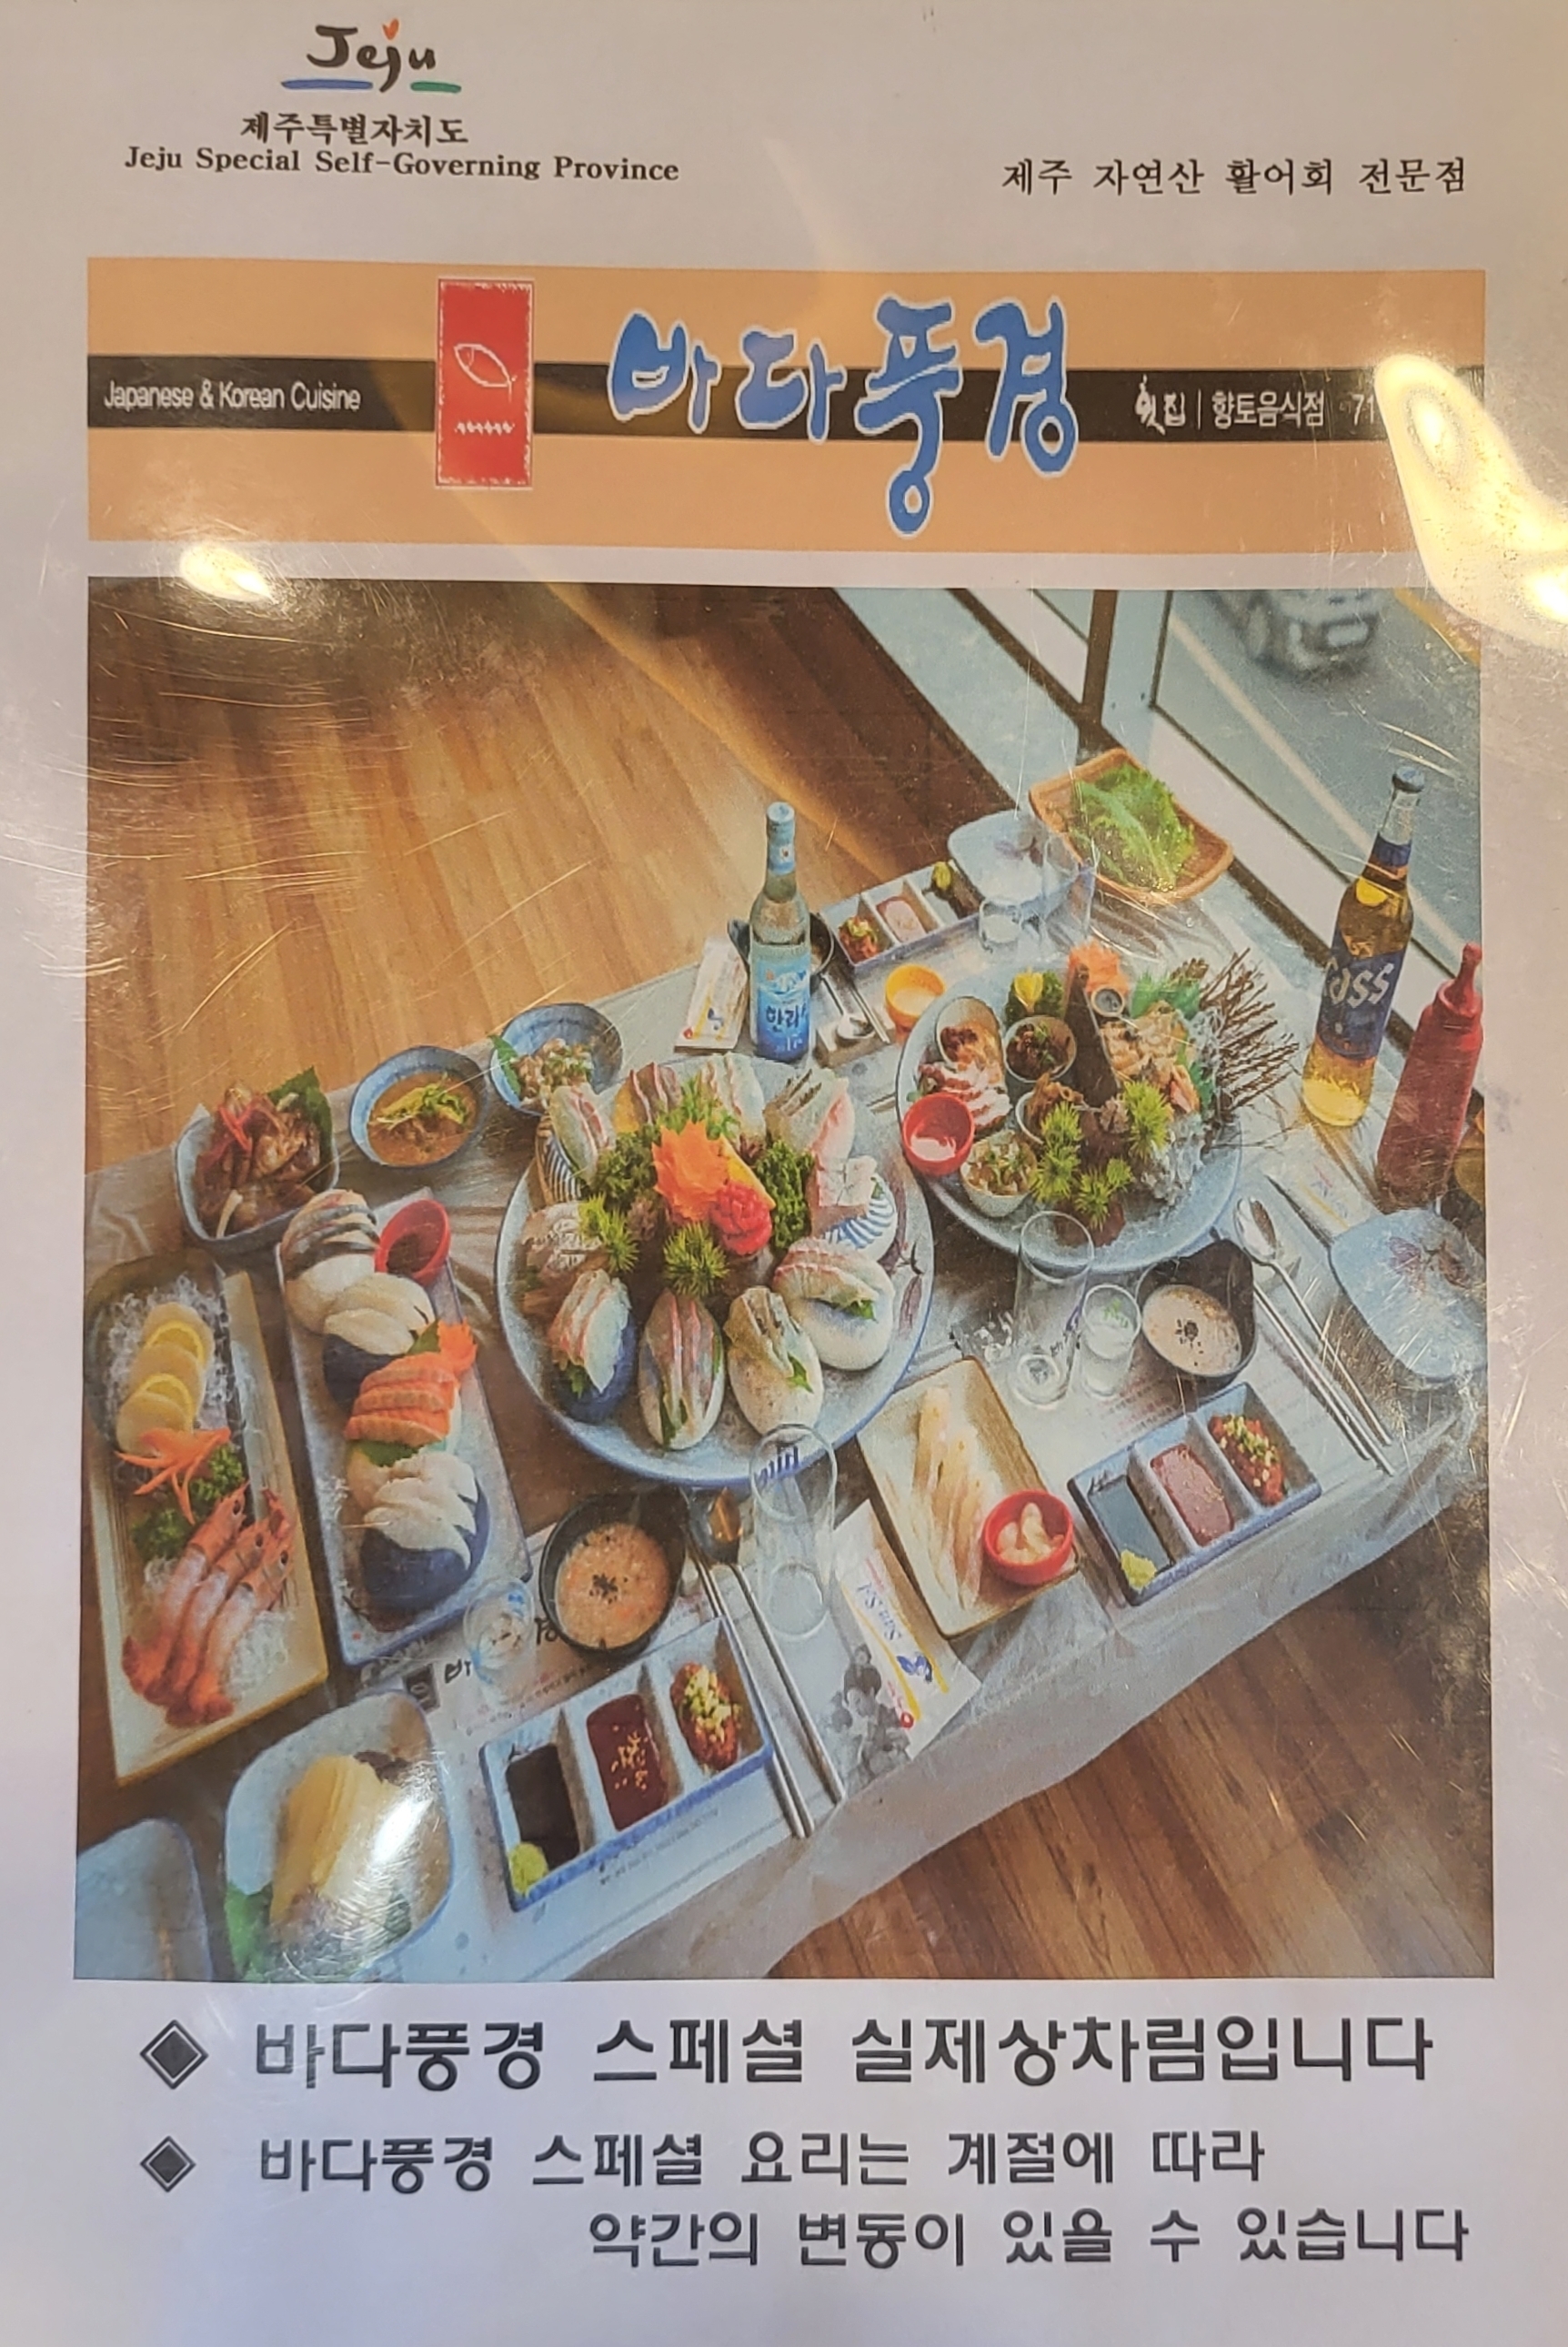 Jeju
제주특별자치도
Jeju Special Self-Governing Province
제주 자연산 활어회 전문점
Japanese & Korean Cuisine
바다풍경
횟집 | 향토음식점 71
한라
Cass
◈ 바다풍경 스페셜 실제상차림입니다
◈ 바다풍경 스페셜 요리는 계절에 따라
약간의 변동이 있을 수 있습니다